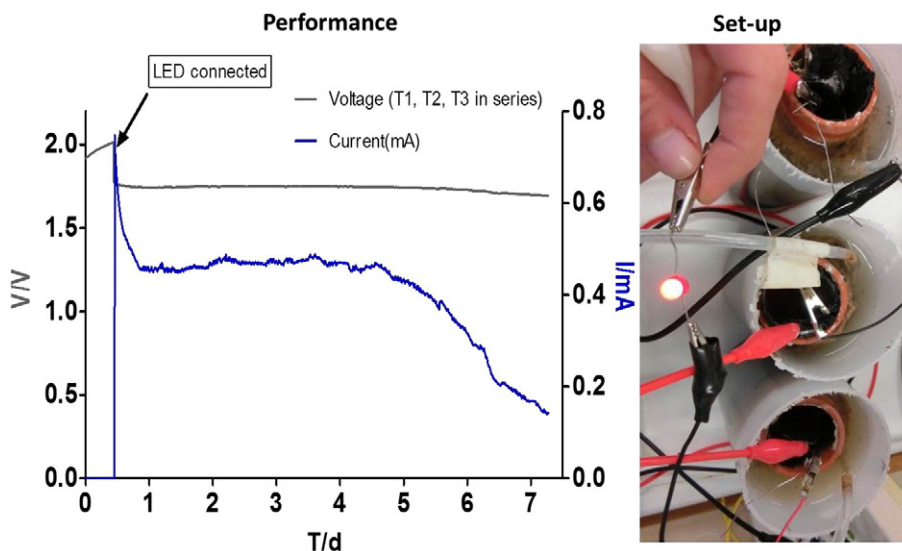 Performance
Set-up
LED connected
Voltage (T1, T2, T3 in series)
Current(mA)
V/V
2.0
1.5
1.0
0.5
0.0
0 1 2 3 4 5 6 7
T/d
0.8
0.6
0.4
0.2
0.0
I/mA